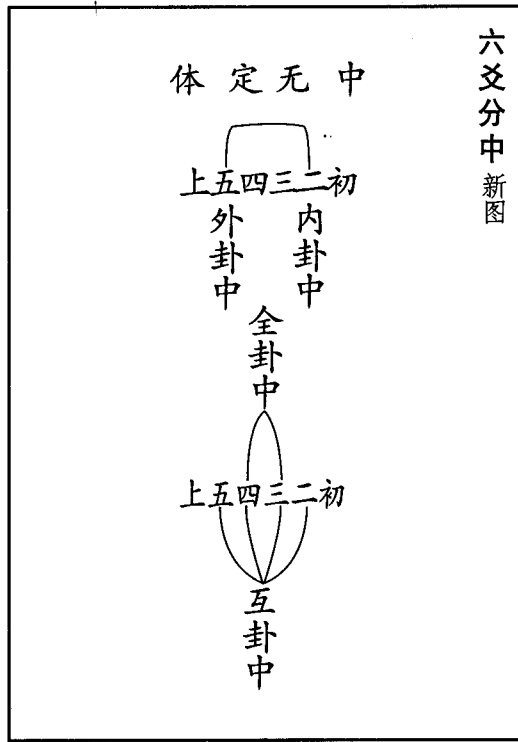 六爻分中 新图
中无定体
初二三四五上
内卦中
外卦中
全卦中
初二三四五上
互卦中